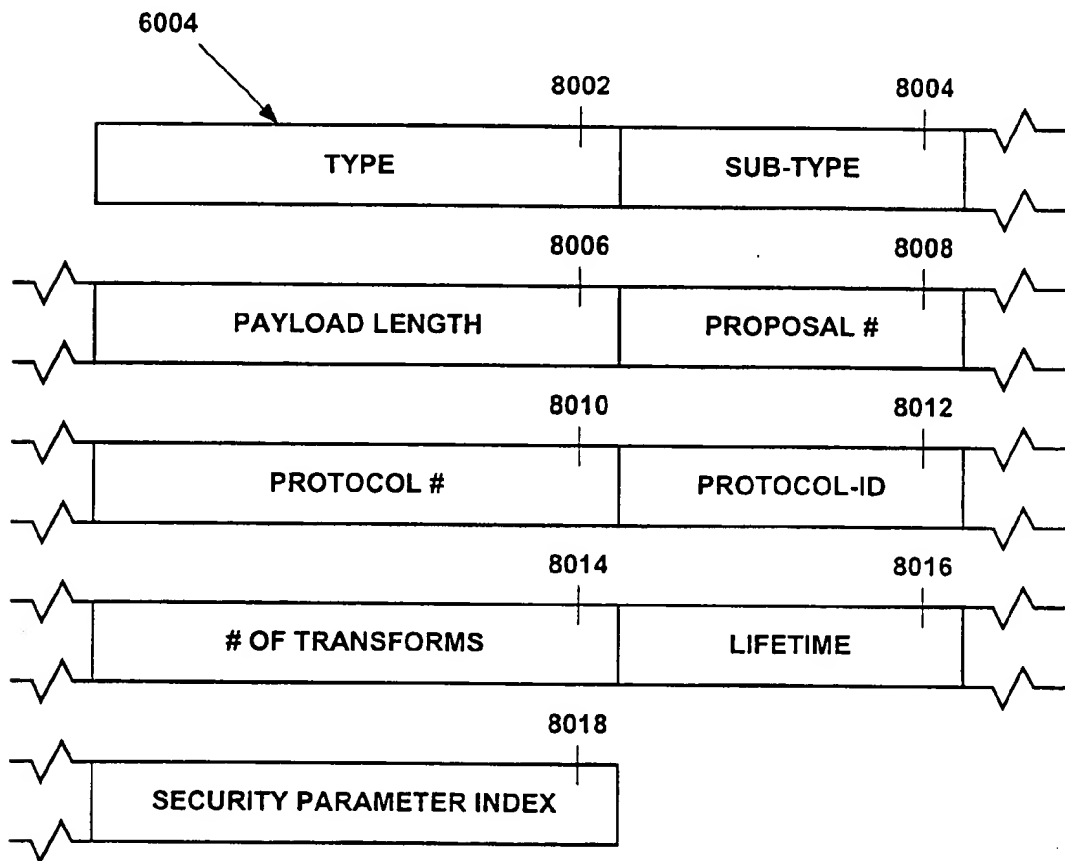 6004
8002 8004
TYPE SUB-TYPE
8006 8008
PAYLOAD LENGTH PROPOSAL #
8010 8012
PROTOCOL # PROTOCOL-ID
8014 8016
# OF TRANSFORMS LIFETIME
8018
SECURITY PARAMETER INDEX